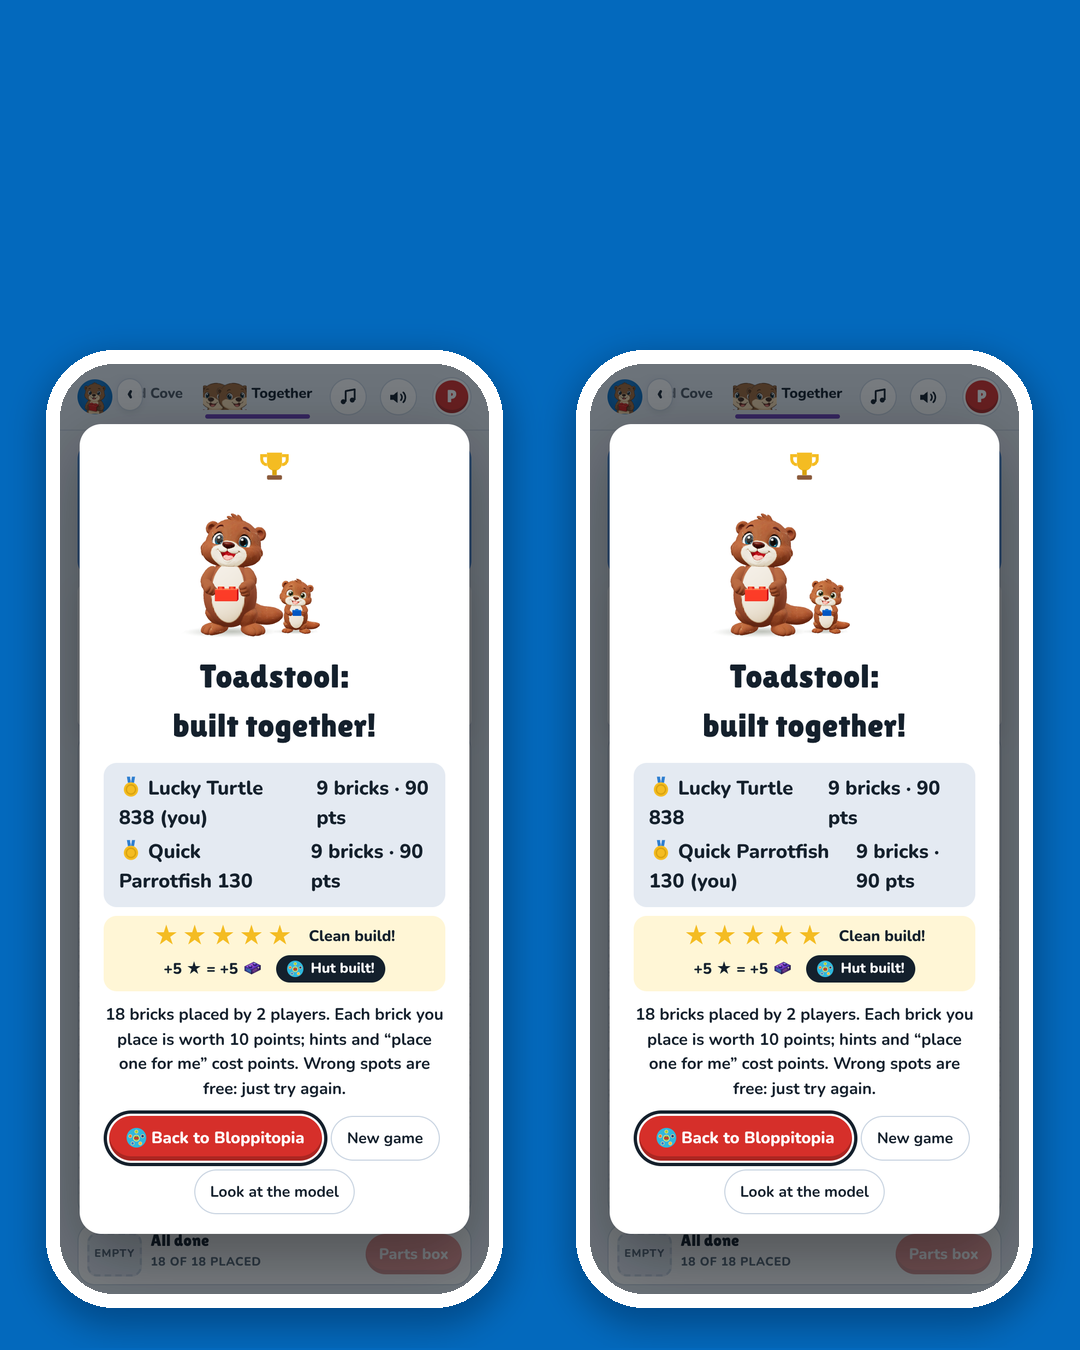 ‹ l Cove Together P
Toadstool:
built together!
Lucky Turtle 838 (you) 9 bricks · 90 pts
Quick Parrotfish 130 9 bricks · 90 pts
Clean build!
+5 ★ = +5 Hut built!
18 bricks placed by 2 players. Each brick you
place is worth 10 points; hints and “place
one for me” cost points. Wrong spots are
free: just try again.
Back to Bloppitopia New game
Look at the model
EMPTY All done
18 OF 18 PLACED
Parts box
‹ l Cove Together P
Toadstool:
built together!
Lucky Turtle 838 9 bricks · 90 pts
Quick Parrotfish 130 (you) 9 bricks · 90 pts
Clean build!
+5 ★ = +5 Hut built!
18 bricks placed by 2 players. Each brick you
place is worth 10 points; hints and “place
one for me” cost points. Wrong spots are
free: just try again.
Back to Bloppitopia New game
Look at the model
EMPTY All done
18 OF 18 PLACED
Parts box